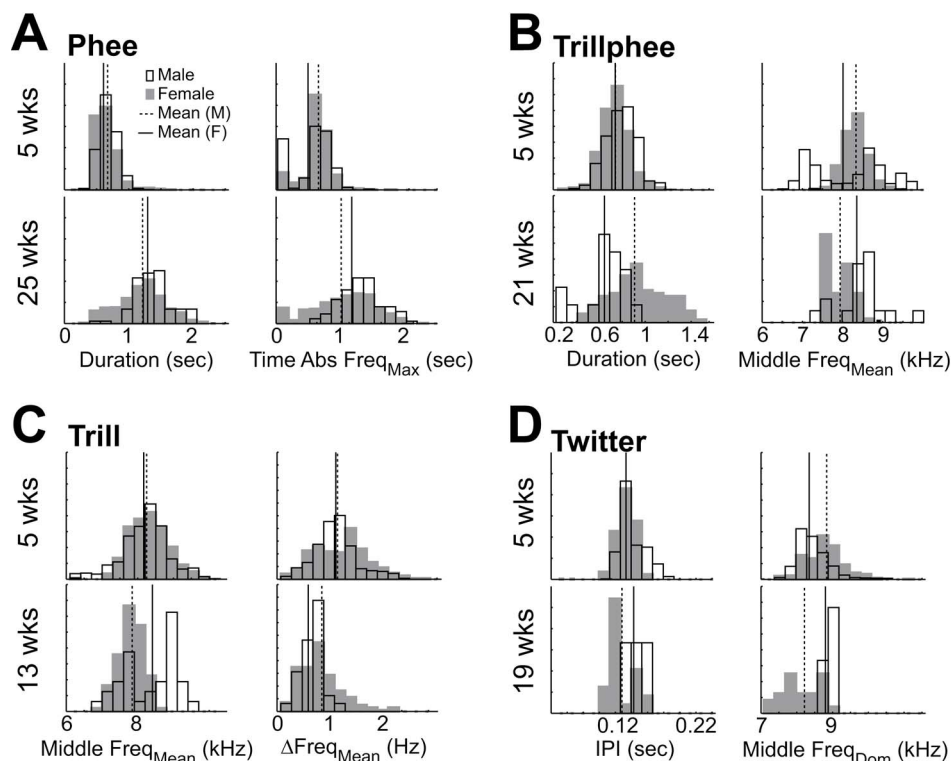 A Phee
Male
Female
Mean (M)
Mean (F)
5 wks
25 wks
0 1 2 0 1 2
Duration (sec) Time Abs FreqMax (sec)
B Trillphee
5 wks
21 wks
0.2 0.6 1 1.4 6 7 8 9
Duration (sec) Middle FreqMean (kHz)
C Trill
5 wks
13 wks
6 8 0 1 2
Middle FreqMean (kHz) ΔFreqMean (Hz)
D Twitter
5 wks
19 wks
0.12 0.22 7 9
IPI (sec) Middle FreqDom (kHz)